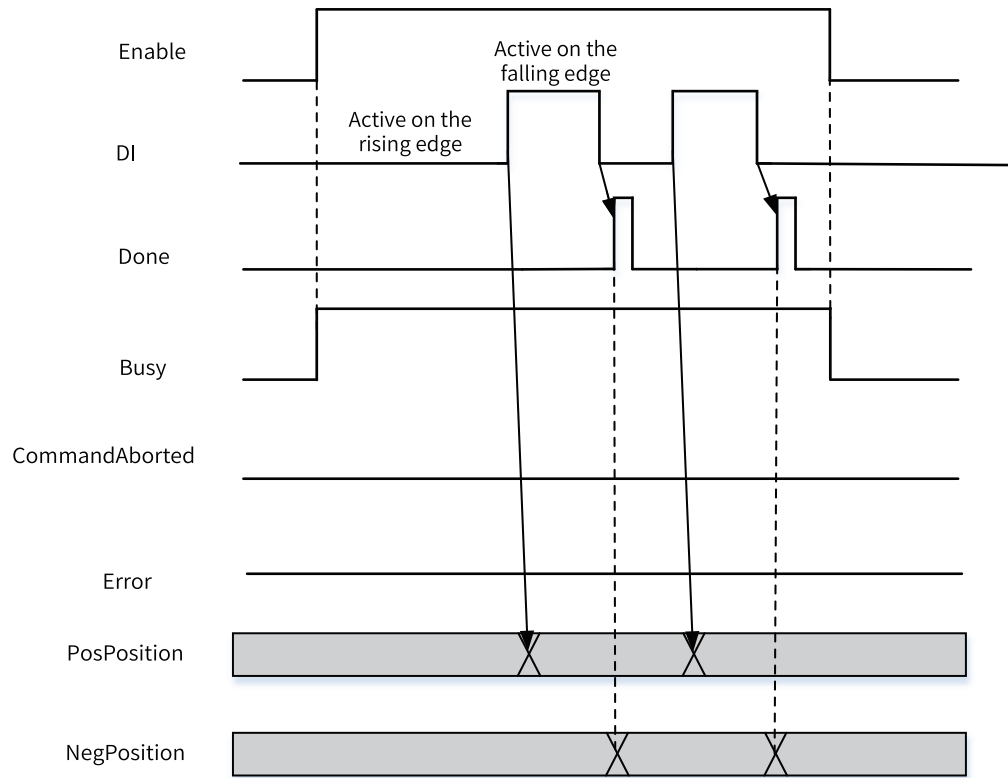 Enable
Active on the
falling edge
Active on the
rising edge
DI
Done
Busy
CommandAborted
Error
PosPosition
NegPosition